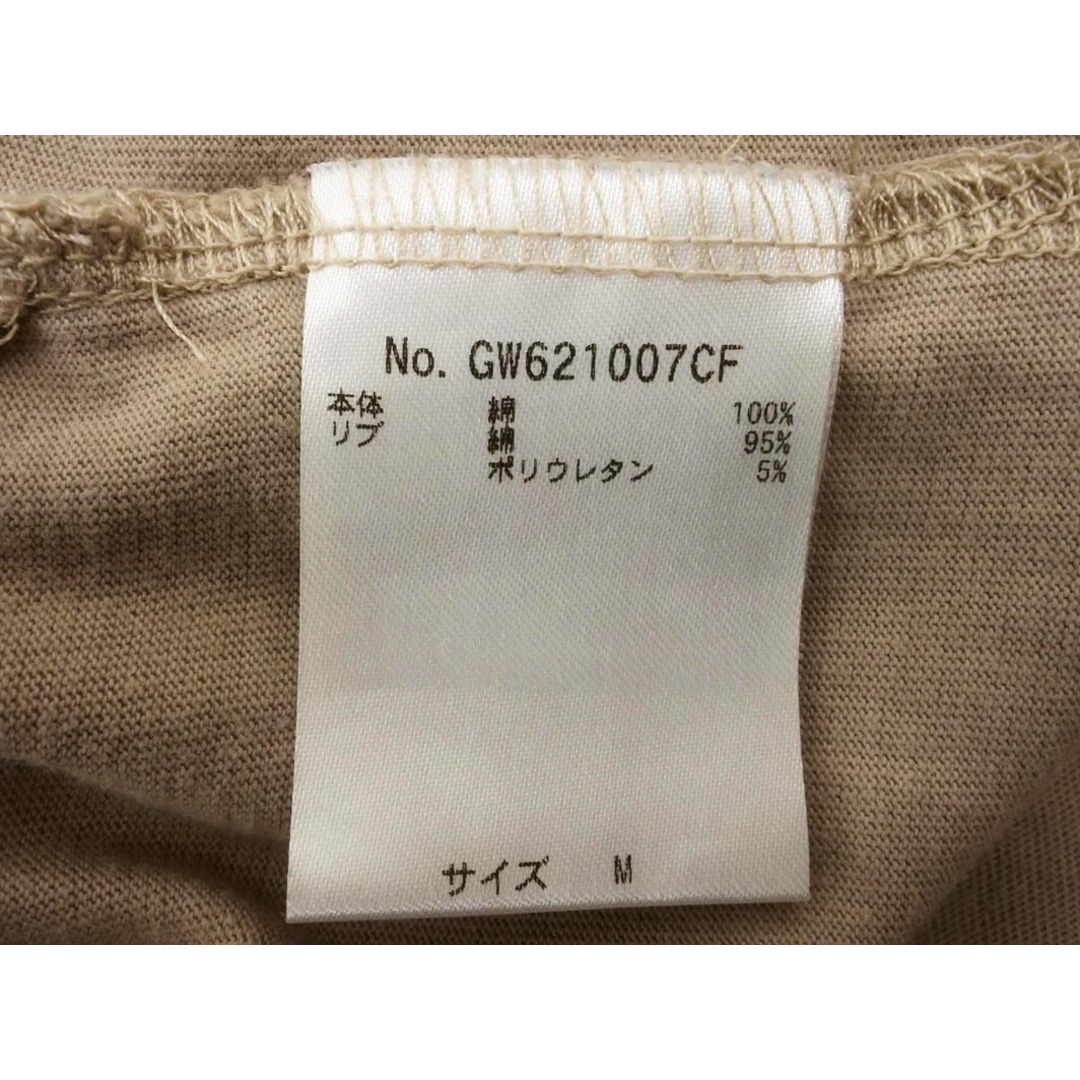 No. GW621007CF
本体 綿 100%
リブ 綿 95%
ポリウレタン 5%
サイズ M